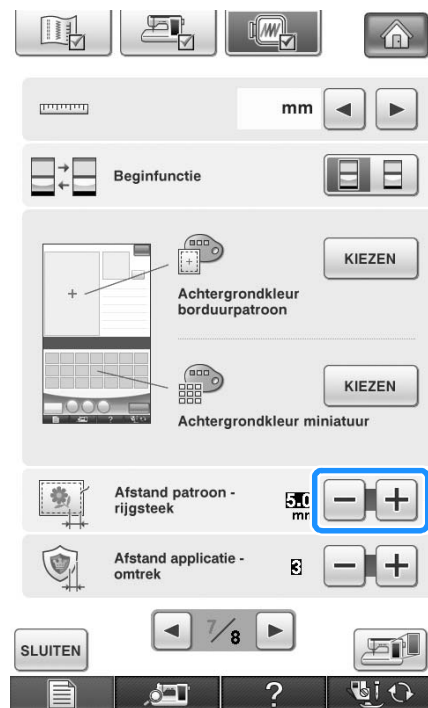 mm
Beginfunctie
KIEZEN
Achtergrondkleur
borduurpatroon
KIEZEN
Achtergrondkleur miniatuur
Afstand patroon -
rijgsteek
5.0
mm
− +
Afstand applicatie -
omtrek
3
− +
7/8
SLUITEN
?